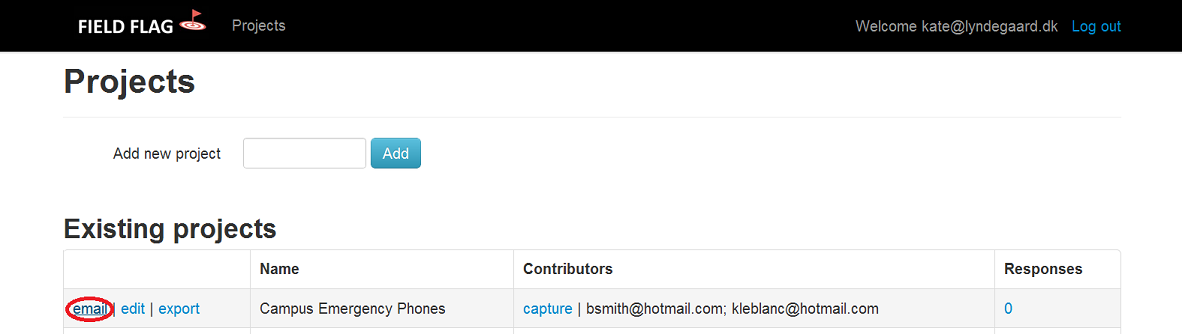 FIELD FLAG Projects Welcome kate@lyndegaard.dk Log out
Projects
Add new project Add
Existing projects
Name Contributors Responses
email | edit | export Campus Emergency Phones capture | bsmith@hotmail.com; kleblanc@hotmail.com 0